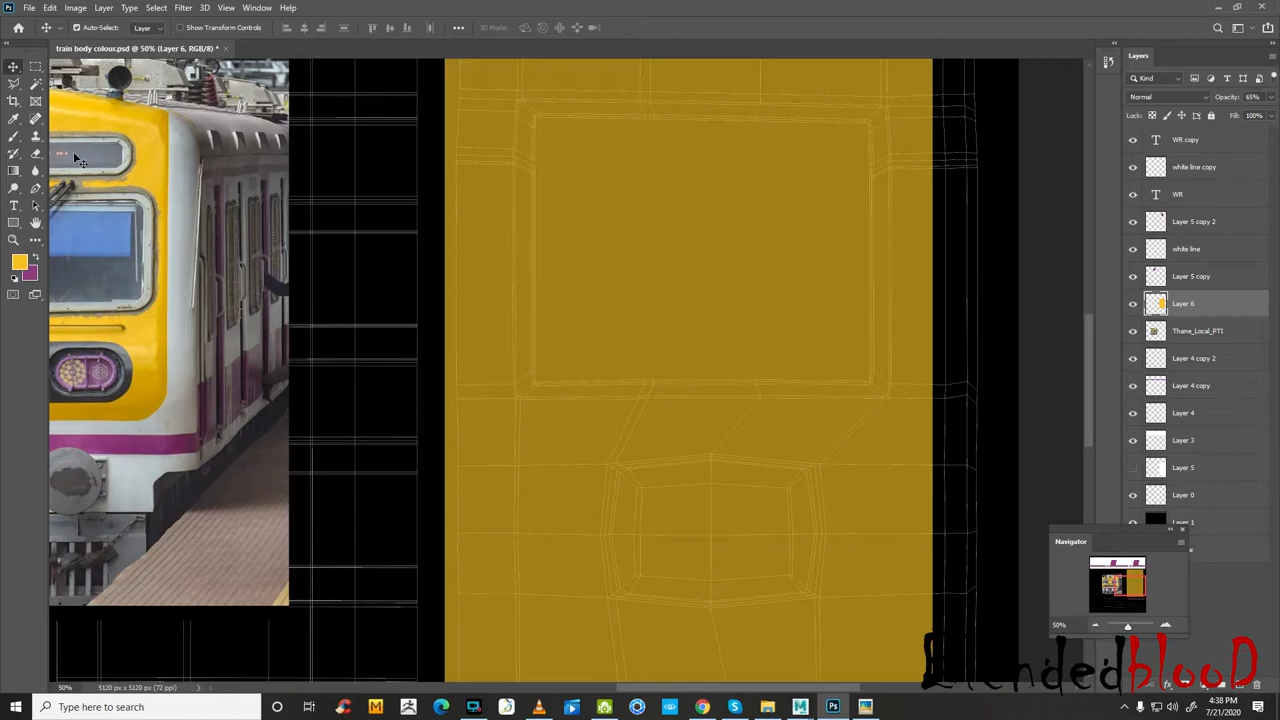 File Edit Image Layer Type Select Filter 3D View Window Help
Auto-Select: Layer Show Transform Controls 3D Mode:
train body colour.psd @ 50% (Layer 6, RGB/8) *
Layers
Kind
Normal Opacity: 65%
Lock: Fill: 100%
WR copy
white line copy
WR
Layer 5 copy 2
white line
Layer 5 copy
Layer 6
Thane_Local_PTI
Layer 4 copy 2
Layer 4 copy
Layer 4
Layer 3
Layer 5
Layer 0
Layer 1
Navigator
50%
BlendedblooD
50% 5120 px x 5120 px (72 ppi)
Type here to search
4:38 PM
7/21/2020